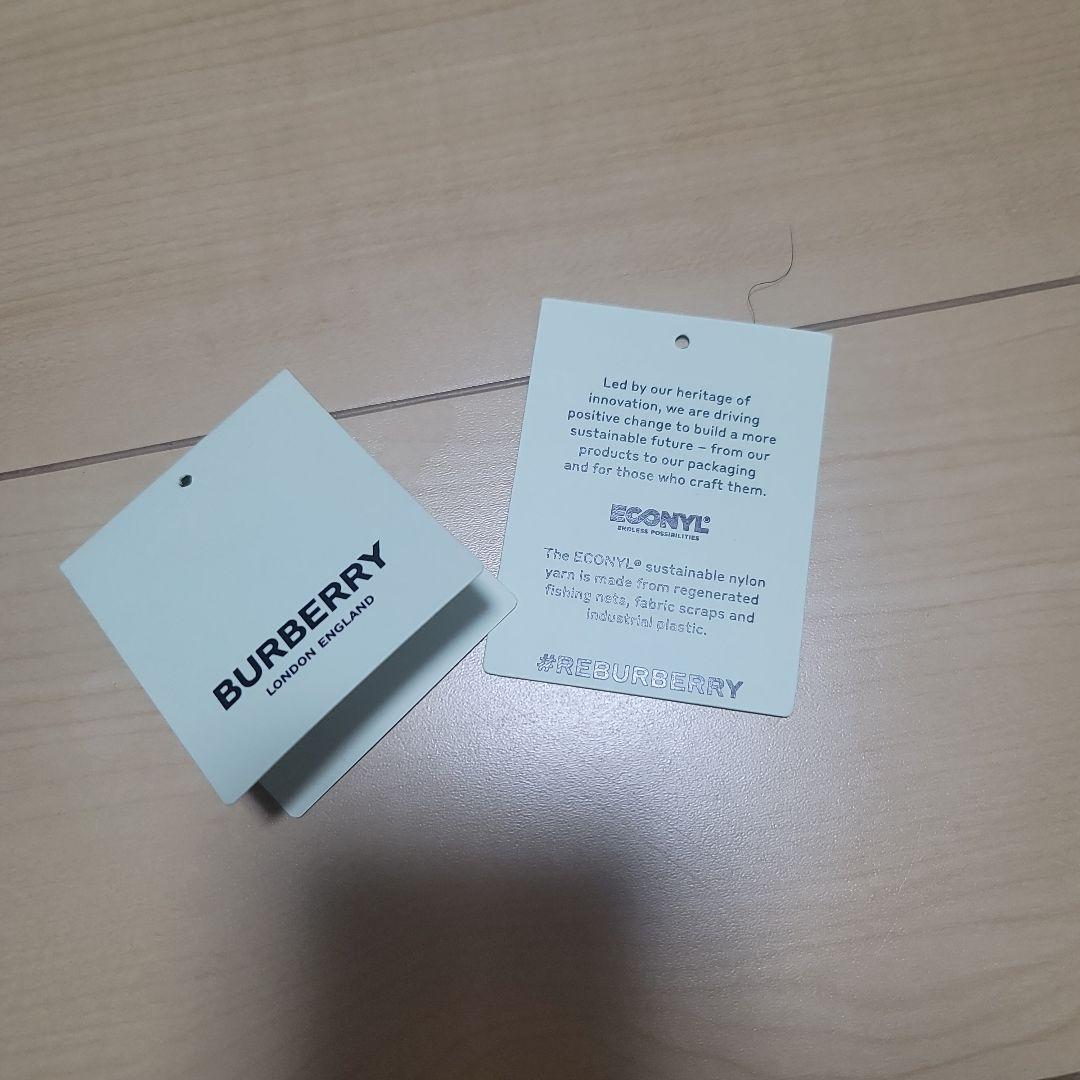 BURBERRY
LONDON ENGLAND
Led by our heritage of
innovation, we are driving
positive change to build a more
sustainable future – from our
products to our packaging
and for those who craft them.
ECONYL®
ENDLESS POSSIBILITIES
The ECONYL® sustainable nylon
yarn is made from regenerated
fishing nets, fabric scraps and
industrial plastic.
#REBURBERRY